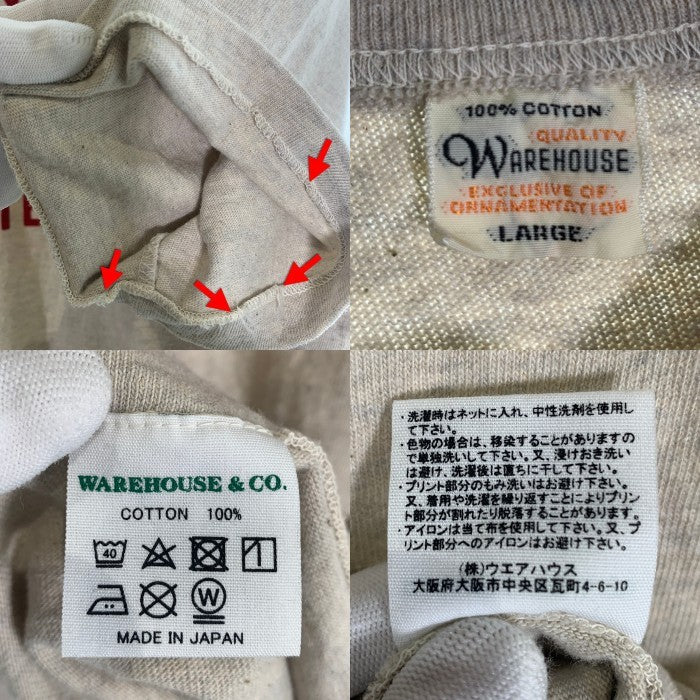 TE
100% COTTON
QUALITY
WAREHOUSE
EXCLUSIVE OF
ORNAMENTATION
LARGE
WAREHOUSE & CO.
COTTON 100%
40
W
MADE IN JAPAN
・洗濯時はネットに入れ、中性洗剤を使用し
て下さい。
・色物の場合は、移染することがありますの
で単独洗いして下さい。又、浸けおき洗い
は避け、洗濯後は直ちに干して下さい。
・プリント部分のもみ洗いはお避け下さい。
又、着用や洗濯を繰り返すことによりプリン
ト部分が割れたり脱落することがあります。
・アイロンは当て布を使用して下さい。又、プ
リント部分へのアイロンはお避け下さい。
(株)ウエアハウス
大阪府大阪市中央区瓦町4-6-10